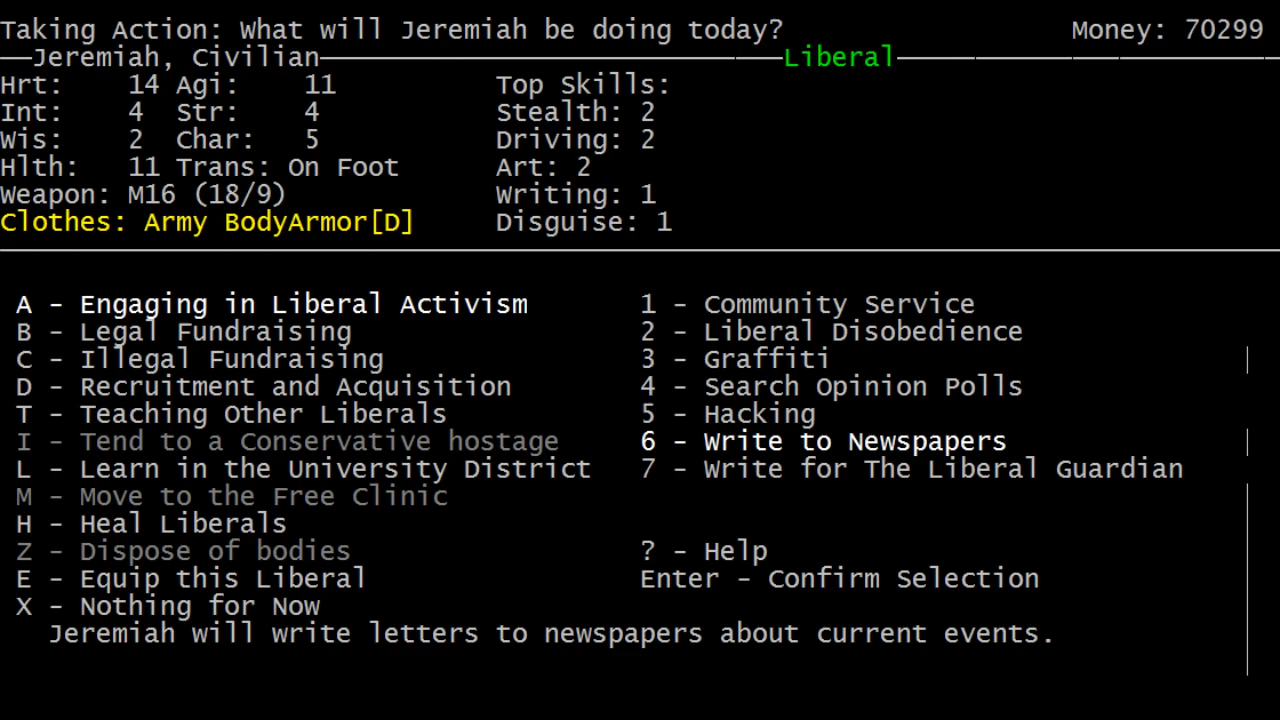 Taking Action: What will Jeremiah be doing today? Money: 70299
Jeremiah, Civilian Liberal
Hrt: 14 Agi: 11 Top Skills:
Int: 4 Str: 4 Stealth: 2
Wis: 2 Char: 5 Driving: 2
Hlth: 11 Trans: On Foot Art: 2
Weapon: M16 (18/9) Writing: 1
Clothes: Army BodyArmor[D] Disguise: 1
A - Engaging in Liberal Activism 1 - Community Service
B - Legal Fundraising 2 - Liberal Disobedience
C - Illegal Fundraising 3 - Graffiti
D - Recruitment and Acquisition 4 - Search Opinion Polls
T - Teaching Other Liberals 5 - Hacking
I - Tend to a Conservative hostage 6 - Write to Newspapers
L - Learn in the University District 7 - Write for The Liberal Guardian
M - Move to the Free Clinic
H - Heal Liberals
Z - Dispose of bodies ? - Help
E - Equip this Liberal Enter - Confirm Selection
X - Nothing for Now
Jeremiah will write letters to newspapers about current events.